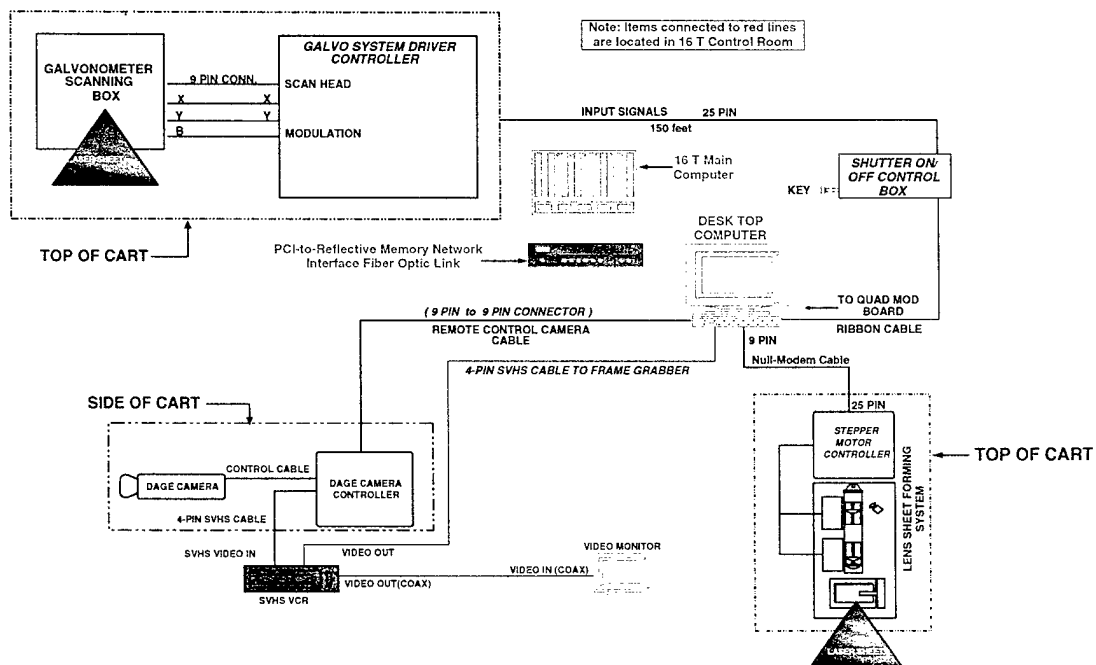 Note: Items connected to red lines
are located in 16 T Control Room
GALVONOMETER
SCANNING
BOX
GALVO SYSTEM DRIVER
CONTROLLER
9 PIN CONN.
SCAN HEAD
X X
Y Y
B
MODULATION
INPUT SIGNALS 25 PIN
150 feet
16 T Main
Computer
SHUTTER ON/
OFF CONTROL
BOX
KEY
TOP OF CART
DESK TOP
COMPUTER
PCI-to-Reflective Memory Network
Interface Fiber Optic Link
TO QUAD MOD
BOARD
RIBBON CABLE
( 9 PIN to 9 PIN CONNECTOR )
REMOTE CONTROL CAMERA
CABLE
9 PIN
Null-Modem Cable
4-PIN SVHS CABLE TO FRAME GRABBER
SIDE OF CART
25 PIN
STEPPER
MOTOR
CONTROLLER
TOP OF CART
CONTROL CABLE
DAGE CAMERA
DAGE CAMERA
CONTROLLER
4-PIN SVHS CABLE
LENS SHEET FORMING
SYSTEM
SVHS VIDEO IN
VIDEO OUT
VIDEO MONITOR
VIDEO IN (COAX)
VIDEO OUT(COAX)
SVHS VCR
LASER SHEET